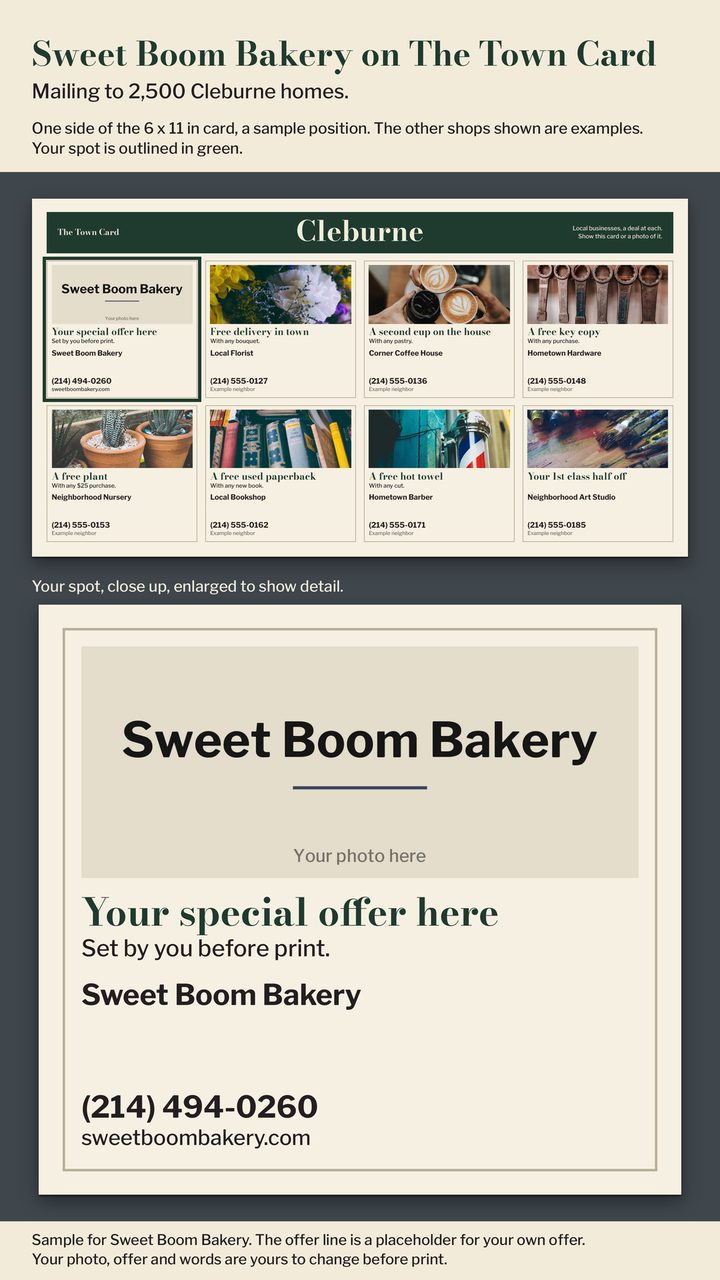 Sweet Boom Bakery on The Town Card
Mailing to 2,500 Cleburne homes.
One side of the 6 x 11 in card, a sample position. The other shops shown are examples.
Your spot is outlined in green.
The Town Card
Cleburne
Local businesses, a deal at each.
Show this card or a photo of it.
Sweet Boom Bakery
Your photo here
Your special offer here
Set by you before print.
Sweet Boom Bakery
(214) 494-0260
sweetboombakery.com
Free delivery in town
With any bouquet.
Local Florist
(214) 555-0127
Example neighbor
A second cup on the house
With any pastry.
Corner Coffee House
(214) 555-0136
Example neighbor
A free key copy
With any purchase.
Hometown Hardware
(214) 555-0148
Example neighbor
A free plant
With any $25 purchase.
Neighborhood Nursery
(214) 555-0153
Example neighbor
A free used paperback
With any new book.
Local Bookshop
(214) 555-0162
Example neighbor
A free hot towel
With any cut.
Hometown Barber
(214) 555-0171
Example neighbor
Your 1st class half off
Neighborhood Art Studio
(214) 555-0185
Example neighbor
Your spot, close up, enlarged to show detail.
Sweet Boom Bakery
Your photo here
Your special offer here
Set by you before print.
Sweet Boom Bakery
(214) 494-0260
sweetboombakery.com
Sample for Sweet Boom Bakery. The offer line is a placeholder for your own offer.
Your photo, offer and words are yours to change before print.